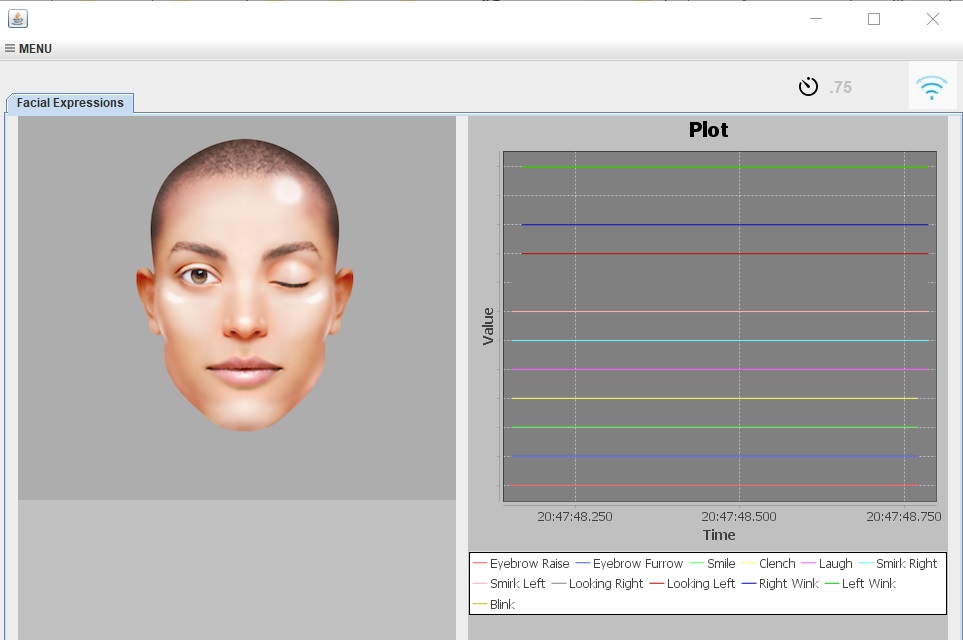 MENU
.75
Facial Expressions
Plot
Value
20:47:48.250 20:47:48.500 20:47:48.750
Time
Eyebrow Raise Eyebrow Furrow Smile Clench Laugh Smirk Right
Smirk Left Looking Right Looking Left Right Wink Left Wink
Blink